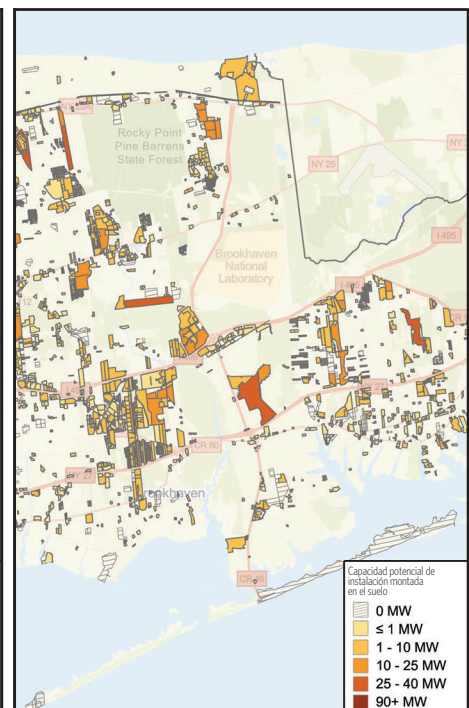 Rocky Point
Pine Barrens
State Forest
NY 25
NY
I 495
Brookhaven
National
Laboratory
CR 80
Brookhaven
CR 46
Capacidad potencial de
instalación montada
en el suelo
0 MW
≤ 1 MW
1 - 10 MW
10 - 25 MW
25 - 40 MW
90+ MW